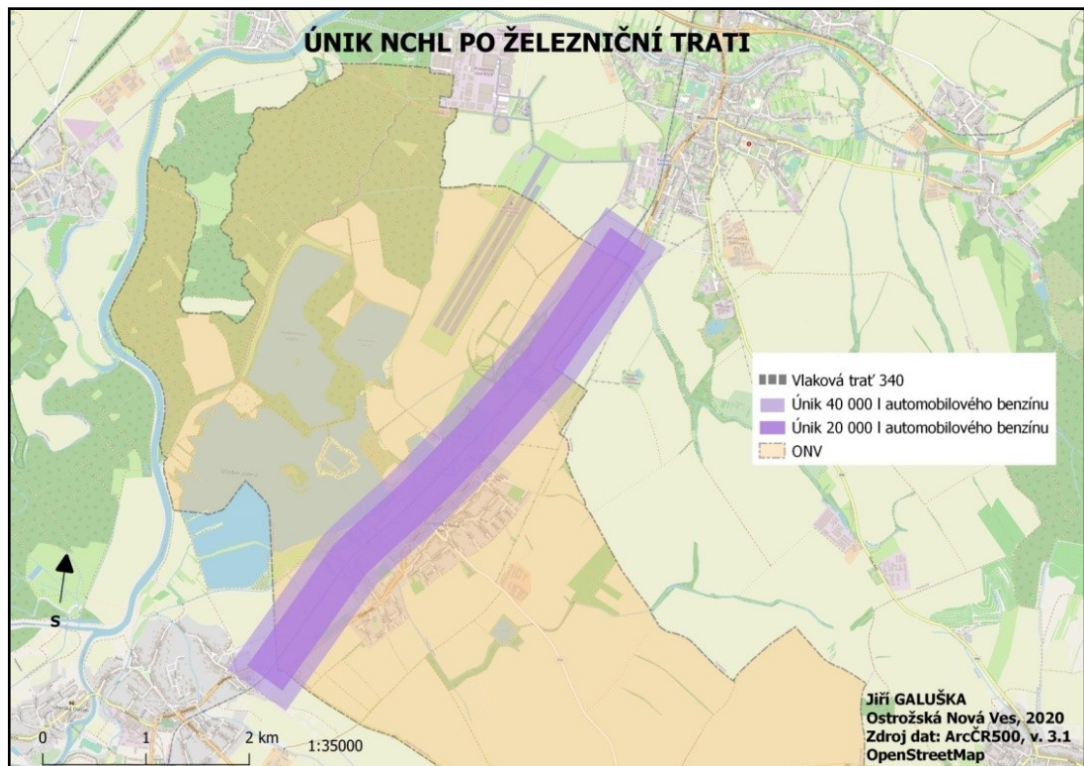 ÚNIK NCHL PO ŽELEZNIČNÍ TRATI
Vlaková trať 340
Únik 40 000 l automobilového benzínu
Únik 20 000 l automobilového benzínu
ONV
S
0 1 2 km
1:35000
Jiří GALUŠKA
Ostrožská Nová Ves, 2020
Zdroj dat: ArcČR500, v. 3.1
OpenStreetMap